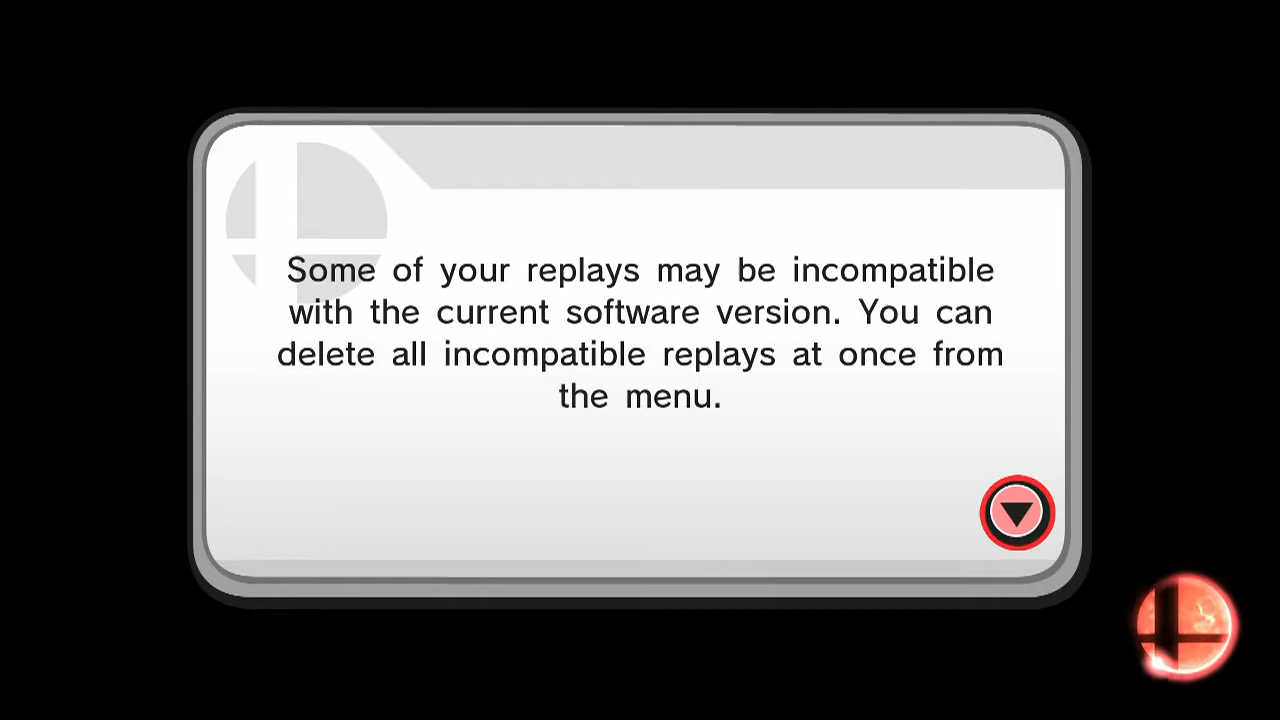 Some of your replays may be incompatible
with the current software version. You can
delete all incompatible replays at once from
the menu.